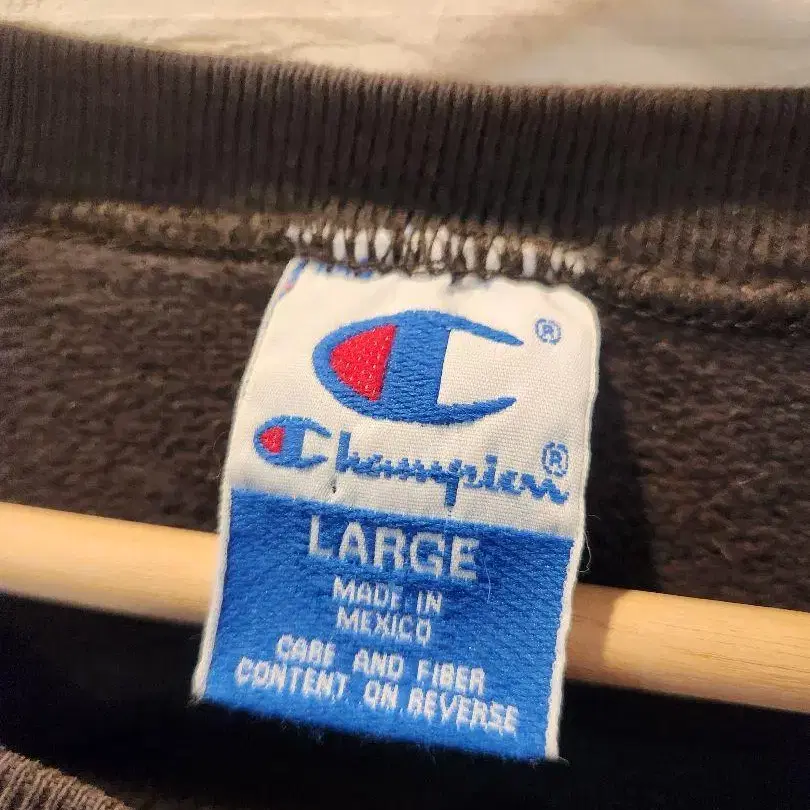 ®
Champion®
LARGE
MADE IN
MEXICO
CARE AND FIBER
CONTENT ON REVERSE